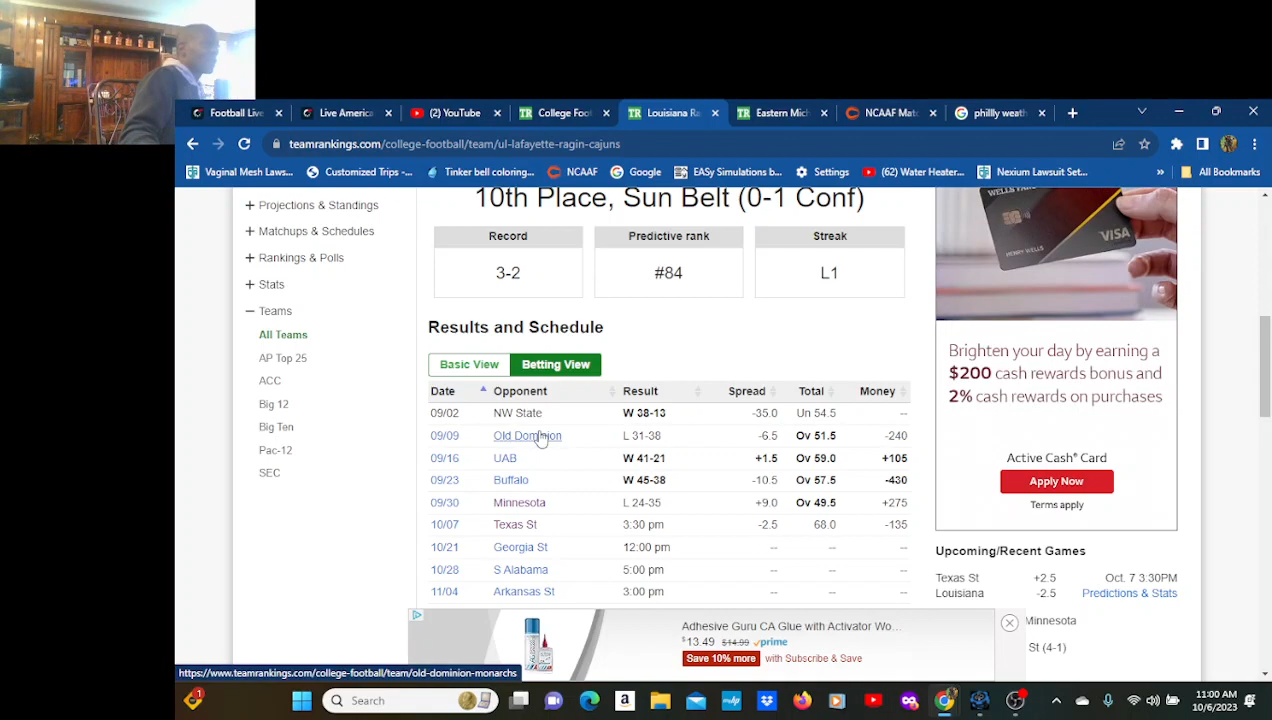 Football Live
Live America
(2) YouTube
TR College Foo
TR Louisiana Ra
TR Eastern Mich
NCAAF Mat
phillly weath
teamrankings.com/college-football/team/ul-lafayette-ragin-cajuns
Vaginal Mesh Laws...
Customized Trips -...
Tinker bell coloring...
NCAAF
Google
EASy Simulations b...
Settings
(62) Water Heater...
Nexium Lawsuit Set...
»
All Bookmarks
+ Projections & Standings
+ Matchups & Schedules
+ Rankings & Polls
+ Stats
— Teams
All Teams
AP Top 25
ACC
Big 12
Big Ten
Pac-12
SEC
10th Place, Sun Belt (0-1 Conf)
Record Predictive rank Streak
3-2 #84 L1
Results and Schedule
Basic View Betting View
Date Opponent Result Spread Total Money
09/02 NW State W 38-13 -35.0 Un 54.5 --
09/09 Old Dominion L 31-38 -6.5 Ov 51.5 -240
09/16 UAB W 41-21 +1.5 Ov 59.0 +105
09/23 Buffalo W 45-38 -10.5 Ov 57.5 -430
09/30 Minnesota L 24-35 +9.0 Ov 49.5 +275
10/07 Texas St 3:30 pm -2.5 68.0 -135
10/21 Georgia St 12:00 pm -- -- --
10/28 S Alabama 5:00 pm -- -- --
11/04 Arkansas St 3:00 pm -- -- --
WELLS FARGO
VISA
Brighten your day by earning a
$200 cash rewards bonus and
2% cash rewards on purchases
Active Cash® Card
Apply Now
Terms apply
Upcoming/Recent Games
Texas St +2.5 Oct. 7 3:30PM
Louisiana -2.5 Predictions & Stats
Minnesota
St (4-1)
Adhesive Guru CA Glue with Activator Wo...
$13.49 $14.99 prime
Save 10% more with Subscribe & Save
https://www.teamrankings.com/college-football/team/old-dominion-monarchs
1
Search
a
hp
11:00 AM
10/6/2023